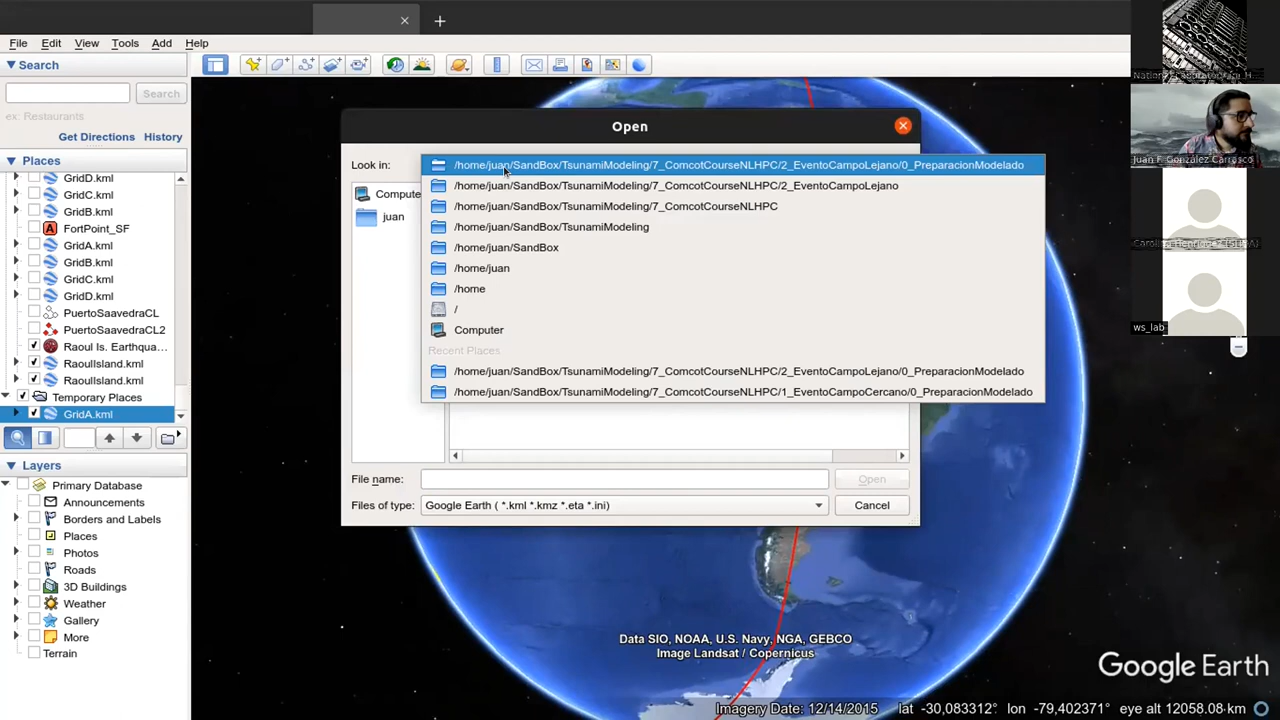 File Edit View Tools Add Help
Search
Search
ex: Restaurants
Get Directions History
Places
GridD.kml
GridC.kml
GridB.kml
FortPoint_SF
GridA.kml
GridB.kml
GridC.kml
GridD.kml
PuertoSaavedraCL
PuertoSaavedraCL2
Raoul Is. Earthqua...
RaoulIsland.kml
RaoulIsland.kml
Temporary Places
GridA.kml
Layers
Primary Database
Announcements
Borders and Labels
Places
Photos
Roads
3D Buildings
Weather
Gallery
More
Terrain
Open
Look in:
Compute
juan
/home/juan/SandBox/TsunamiModeling/7_ComcotCourseNLHPC/2_EventoCampoLejano/0_PreparacionModelado
/home/juan/SandBox/TsunamiModeling/7_ComcotCourseNLHPC/2_EventoCampoLejano
/home/juan/SandBox/TsunamiModeling/7_ComcotCourseNLHPC
/home/juan/SandBox/TsunamiModeling
/home/juan/SandBox
/home/juan
/home
/
Computer
Recent Places
/home/juan/SandBox/TsunamiModeling/7_ComcotCourseNLHPC/2_EventoCampoLejano/0_PreparacionModelado
/home/juan/SandBox/TsunamiModeling/7_ComcotCourseNLHPC/1_EventoCampoCercano/0_PreparacionModelado
File name:
Open
Files of type: Google Earth ( *.kml *.kmz *.eta *.ini)
Cancel
Data SIO, NOAA, U.S. Navy, NGA, GEBCO
Image Landsat / Copernicus
Google Earth
Imagery Date: 12/14/2015 lat -30,083312° lon -79,402371° eye alt 12058.08 km
Juan F. González Carrasco
ws_lab